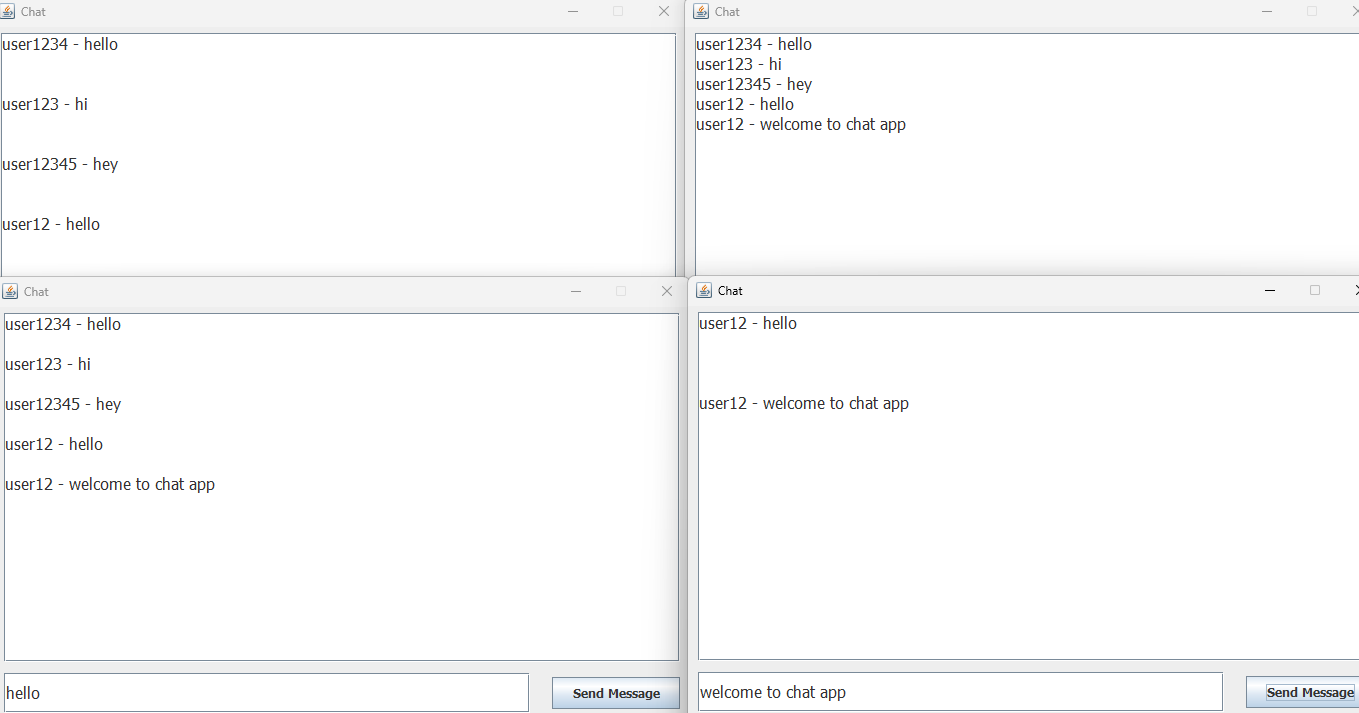 Chat
user1234 - hello
user123 - hi
user12345 - hey
user12 - hello
Chat
user1234 - hello
user123 - hi
user12345 - hey
user12 - hello
user12 - welcome to chat app
Chat
user1234 - hello
user123 - hi
user12345 - hey
user12 - hello
user12 - welcome to chat app
hello
Send Message
Chat
user12 - hello
user12 - welcome to chat app
welcome to chat app
Send Message